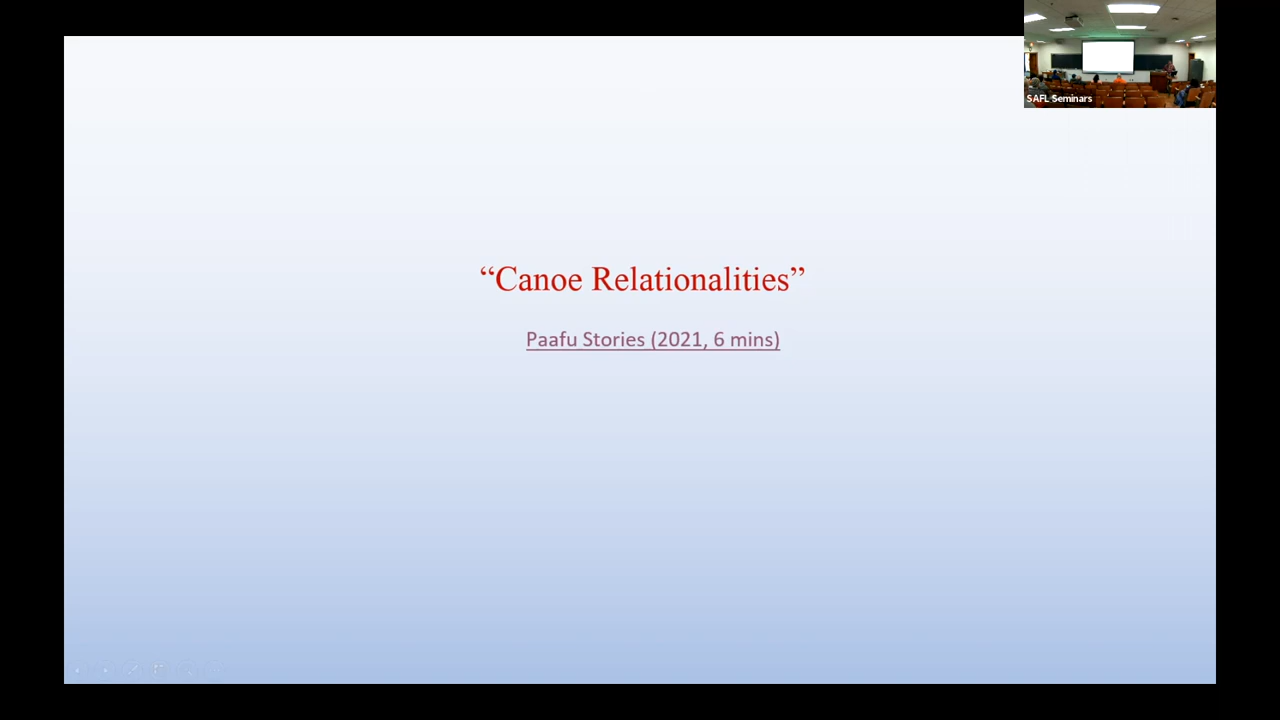 SAFL Seminars
“Canoe Relationalities”
Paafu Stories (2021, 6 mins)